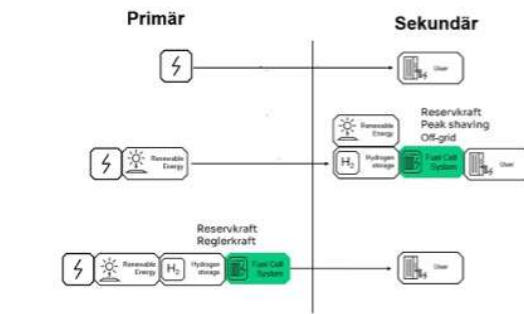 Primär
Sekundär
User
Reservkraft
Peak shaving
Off-grid
Renewable
Energy
Renewable
Energy
H₂
Hydrogen
storage
Fuel Cell
System
User
Reservkraft
Reglerkraft
Renewable
Energy
H₂
Hydrogen
storage
Fuel Cell
System
User